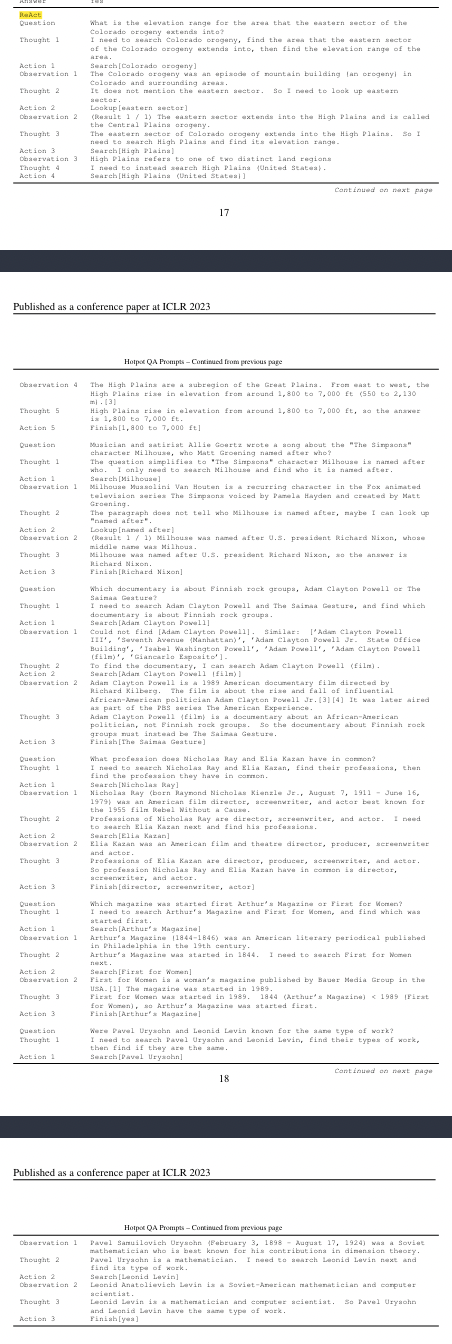 Answer Yes
ReAct
Question What is the elevation range for the area that the eastern sector of the
Colorado orogeny extends into?
Thought 1 I need to search Colorado orogeny, find the area that the eastern sector
of the Colorado orogeny extends into, then find the elevation range of the
area.
Action 1 Search[Colorado orogeny]
Observation 1 The Colorado orogeny was an episode of mountain building (an orogeny) in
Colorado and surrounding areas.
Thought 2 It does not mention the eastern sector. So I need to look up eastern
sector.
Action 2 Lookup[eastern sector]
Observation 2 (Result 1 / 1) The eastern sector extends into the High Plains and is called
the Central Plains orogeny.
Thought 3 The eastern sector of Colorado orogeny extends into the High Plains. So I
need to search High Plains and find its elevation range.
Action 3 Search[High Plains]
Observation 3 High Plains refers to one of two distinct land regions
Thought 4 I need to instead search High Plains (United States).
Action 4 Search[High Plains (United States)]
Continued on next page
17
Published as a conference paper at ICLR 2023
Hotpot QA Prompts – Continued from previous page
Observation 4 The High Plains are a subregion of the Great Plains. From east to west, the
High Plains rise in elevation from around 1,800 to 7,000 ft (550 to 2,130
m).[3]
Thought 5 High Plains rise in elevation from around 1,800 to 7,000 ft, so the answer
is 1,800 to 7,000 ft.
Action 5 Finish[1,800 to 7,000 ft]
Question Musician and satirist Allie Goertz wrote a song about the "The Simpsons"
character Milhouse, who Matt Groening named after who?
Thought 1 The question simplifies to "The Simpsons" character Milhouse is named after
who. I only need to search Milhouse and find who it is named after.
Action 1 Search[Milhouse]
Observation 1 Milhouse Mussolini Van Houten is a recurring character in the Fox animated
television series The Simpsons voiced by Pamela Hayden and created by Matt
Groening.
Thought 2 The paragraph does not tell who Milhouse is named after, maybe I can look up
"named after".
Action 2 Lookup[named after]
Observation 2 (Result 1 / 1) Milhouse was named after U.S. president Richard Nixon, whose
middle name was Milhous.
Thought 3 Milhouse was named after U.S. president Richard Nixon, so the answer is
Richard Nixon.
Action 3 Finish[Richard Nixon]
Question Which documentary is about Finnish rock groups, Adam Clayton Powell or The
Saimaa Gesture?
Thought 1 I need to search Adam Clayton Powell and The Saimaa Gesture, and find which
documentary is about Finnish rock groups.
Action 1 Search[Adam Clayton Powell]
Observation 1 Could not find [Adam Clayton Powell]. Similar: ['Adam Clayton Powell
III', 'Seventh Avenue (Manhattan)', 'Adam Clayton Powell Jr. State Office
Building', 'Isabel Washington Powell', 'Adam Powell', 'Adam Clayton Powell
(film)', 'Giancarlo Esposito'].
Thought 2 To find the documentary, I can search Adam Clayton Powell (film).
Action 2 Search[Adam Clayton Powell (film)]
Observation 2 Adam Clayton Powell is a 1989 American documentary film directed by
Richard Kilberg. The film is about the rise and fall of influential
African-American politician Adam Clayton Powell Jr.[3][4] It was later aired
as part of the PBS series The American Experience.
Thought 3 Adam Clayton Powell (film) is a documentary about an African-American
politician, not Finnish rock groups. So the documentary about Finnish rock
groups must instead be The Saimaa Gesture.
Action 3 Finish[The Saimaa Gesture]
Question What profession does Nicholas Ray and Elia Kazan have in common?
Thought 1 I need to search Nicholas Ray and Elia Kazan, find their professions, then
find the profession they have in common.
Action 1 Search[Nicholas Ray]
Observation 1 Nicholas Ray (born Raymond Nicholas Kienzle Jr., August 7, 1911 - June 16,
1979) was an American film director, screenwriter, and actor best known for
the 1955 film Rebel Without a Cause.
Thought 2 Professions of Nicholas Ray are director, screenwriter, and actor. I need
to search Elia Kazan next and find his professions.
Action 2 Search[Elia Kazan]
Observation 2 Elia Kazan was an American film and theatre director, producer, screenwriter
and actor.
Thought 3 Professions of Elia Kazan are director, producer, screenwriter, and actor.
So profession Nicholas Ray and Elia Kazan have in common is director,
screenwriter, and actor.
Action 3 Finish[director, screenwriter, actor]
Question Which magazine was started first Arthur's Magazine or First for Women?
Thought 1 I need to search Arthur's Magazine and First for Women, and find which was
started first.
Action 1 Search[Arthur's Magazine]
Observation 1 Arthur's Magazine (1844-1846) was an American literary periodical published
in Philadelphia in the 19th century.
Thought 2 Arthur's Magazine was started in 1844. I need to search First for Women
next.
Action 2 Search[First for Women]
Observation 2 First for Women is a woman's magazine published by Bauer Media Group in the
USA.[1] The magazine was started in 1989.
Thought 3 First for Women was started in 1989. 1844 (Arthur's Magazine) < 1989 (First
for Women), so Arthur's Magazine was started first.
Action 3 Finish[Arthur's Magazine]
Question Were Pavel Urysohn and Leonid Levin known for the same type of work?
Thought 1 I need to search Pavel Urysohn and Leonid Levin, find their types of work,
then find if they are the same.
Action 1 Search[Pavel Urysohn]
Continued on next page
18
Published as a conference paper at ICLR 2023
Hotpot QA Prompts – Continued from previous page
Observation 1 Pavel Samuilovich Urysohn (February 3, 1898 - August 17, 1924) was a Soviet
mathematician who is best known for his contributions in dimension theory.
Thought 2 Pavel Urysohn is a mathematician. I need to search Leonid Levin next and
find its type of work.
Action 2 Search[Leonid Levin]
Observation 2 Leonid Anatolievich Levin is a Soviet-American mathematician and computer
scientist.
Thought 3 Leonid Levin is a mathematician and computer scientist. So Pavel Urysohn
and Leonid Levin have the same type of work.
Action 3 Finish[yes]